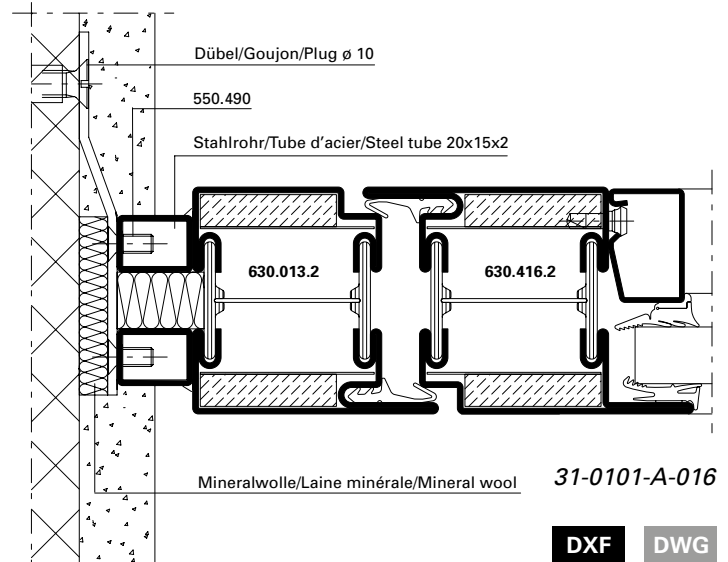 Dübel/Goujon/Plug ø 10
550.490
Stahlrohr/Tube d'acier/Steel tube 20x15x2
630.013.2
630.416.2
Mineralwolle/Laine minérale/Mineral wool
31-0101-A-016
DXF
DWG